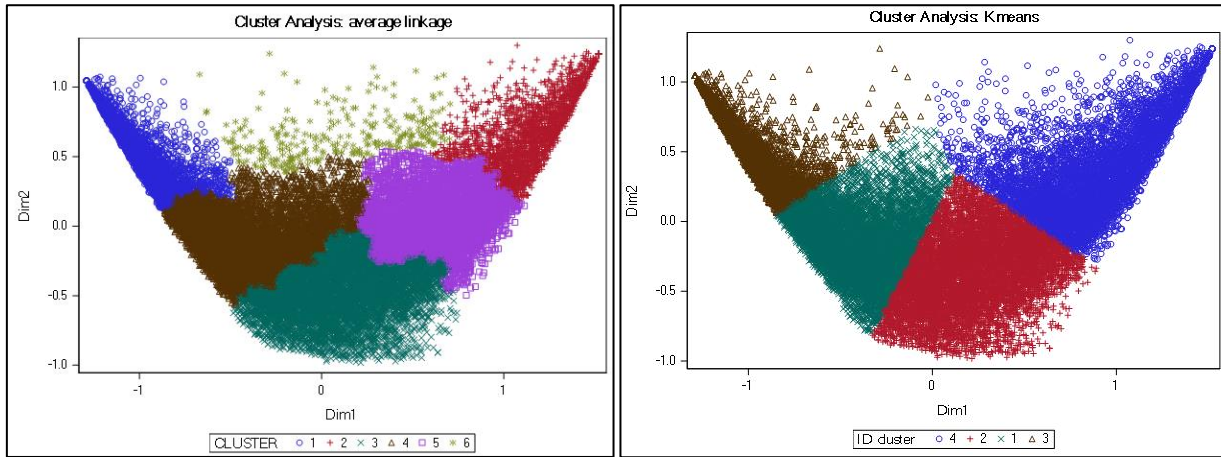 Cluster Analysis: average linkage
1.0
0.5
0.0
-0.5
-1.0
Dim2
-1
0
1
Dim1
CLUSTER 1 2 3 4 5 6
Cluster Analysis: Kmeans
1.0
0.5
0.0
-0.5
-1.0
Dim2
-1
0
1
Dim1
ID cluster 4 2 1 3